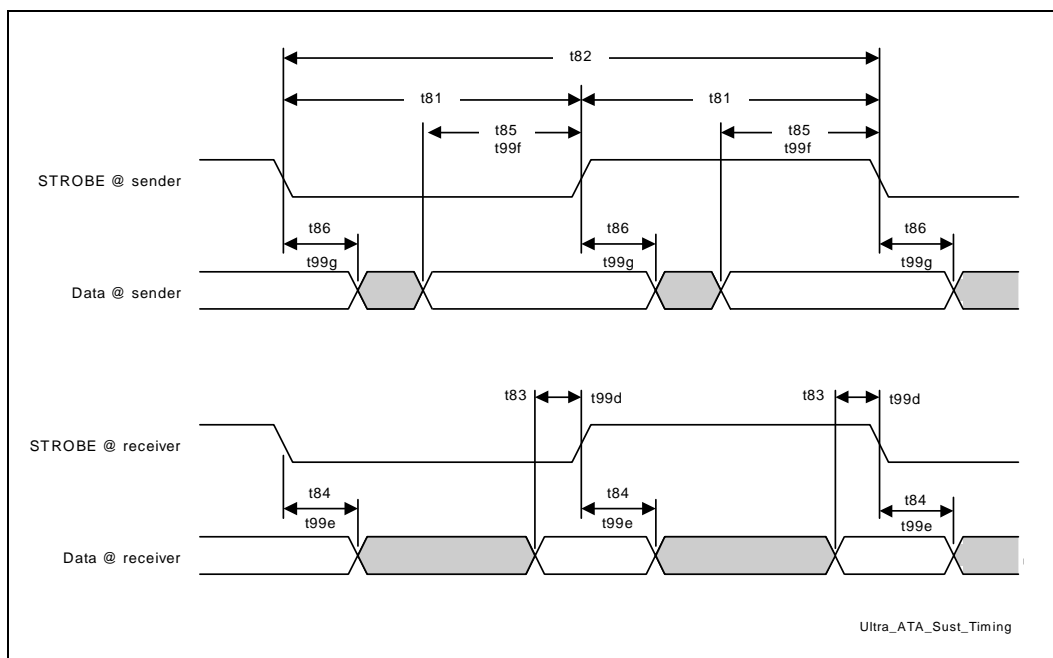 t82
t81 t81
t85 t85
t99f t99f
STROBE @ sender
t86 t86 t86
t99g t99g t99g
Data @ sender
t83 t99d t83 t99d
STROBE @ receiver
t84 t84 t84
t99e t99e t99e
Data @ receiver
Ultra_ATA_Sust_Timing